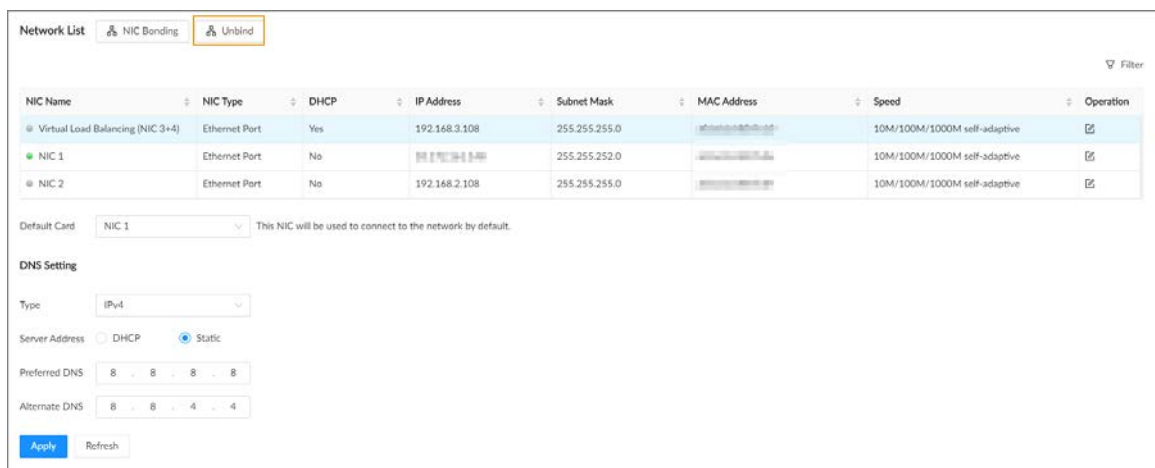 Network List NIC Bonding Unbind
Filter
NIC Name NIC Type DHCP IP Address Subnet Mask MAC Address Speed Operation
Virtual Load Balancing (NIC 3+4) Ethernet Port Yes 192.168.3.108 255.255.255.0 10M/100M/1000M self-adaptive
NIC 1 Ethernet Port No 255.255.252.0 10M/100M/1000M self-adaptive
NIC 2 Ethernet Port No 192.168.2.108 255.255.255.0 10M/100M/1000M self-adaptive
Default Card NIC 1 This NIC will be used to connect to the network by default.
DNS Setting
Type IPv4
Server Address DHCP Static
Preferred DNS 8 . 8 . 8 . 8
Alternate DNS 8 . 8 . 4 . 4
Apply Refresh